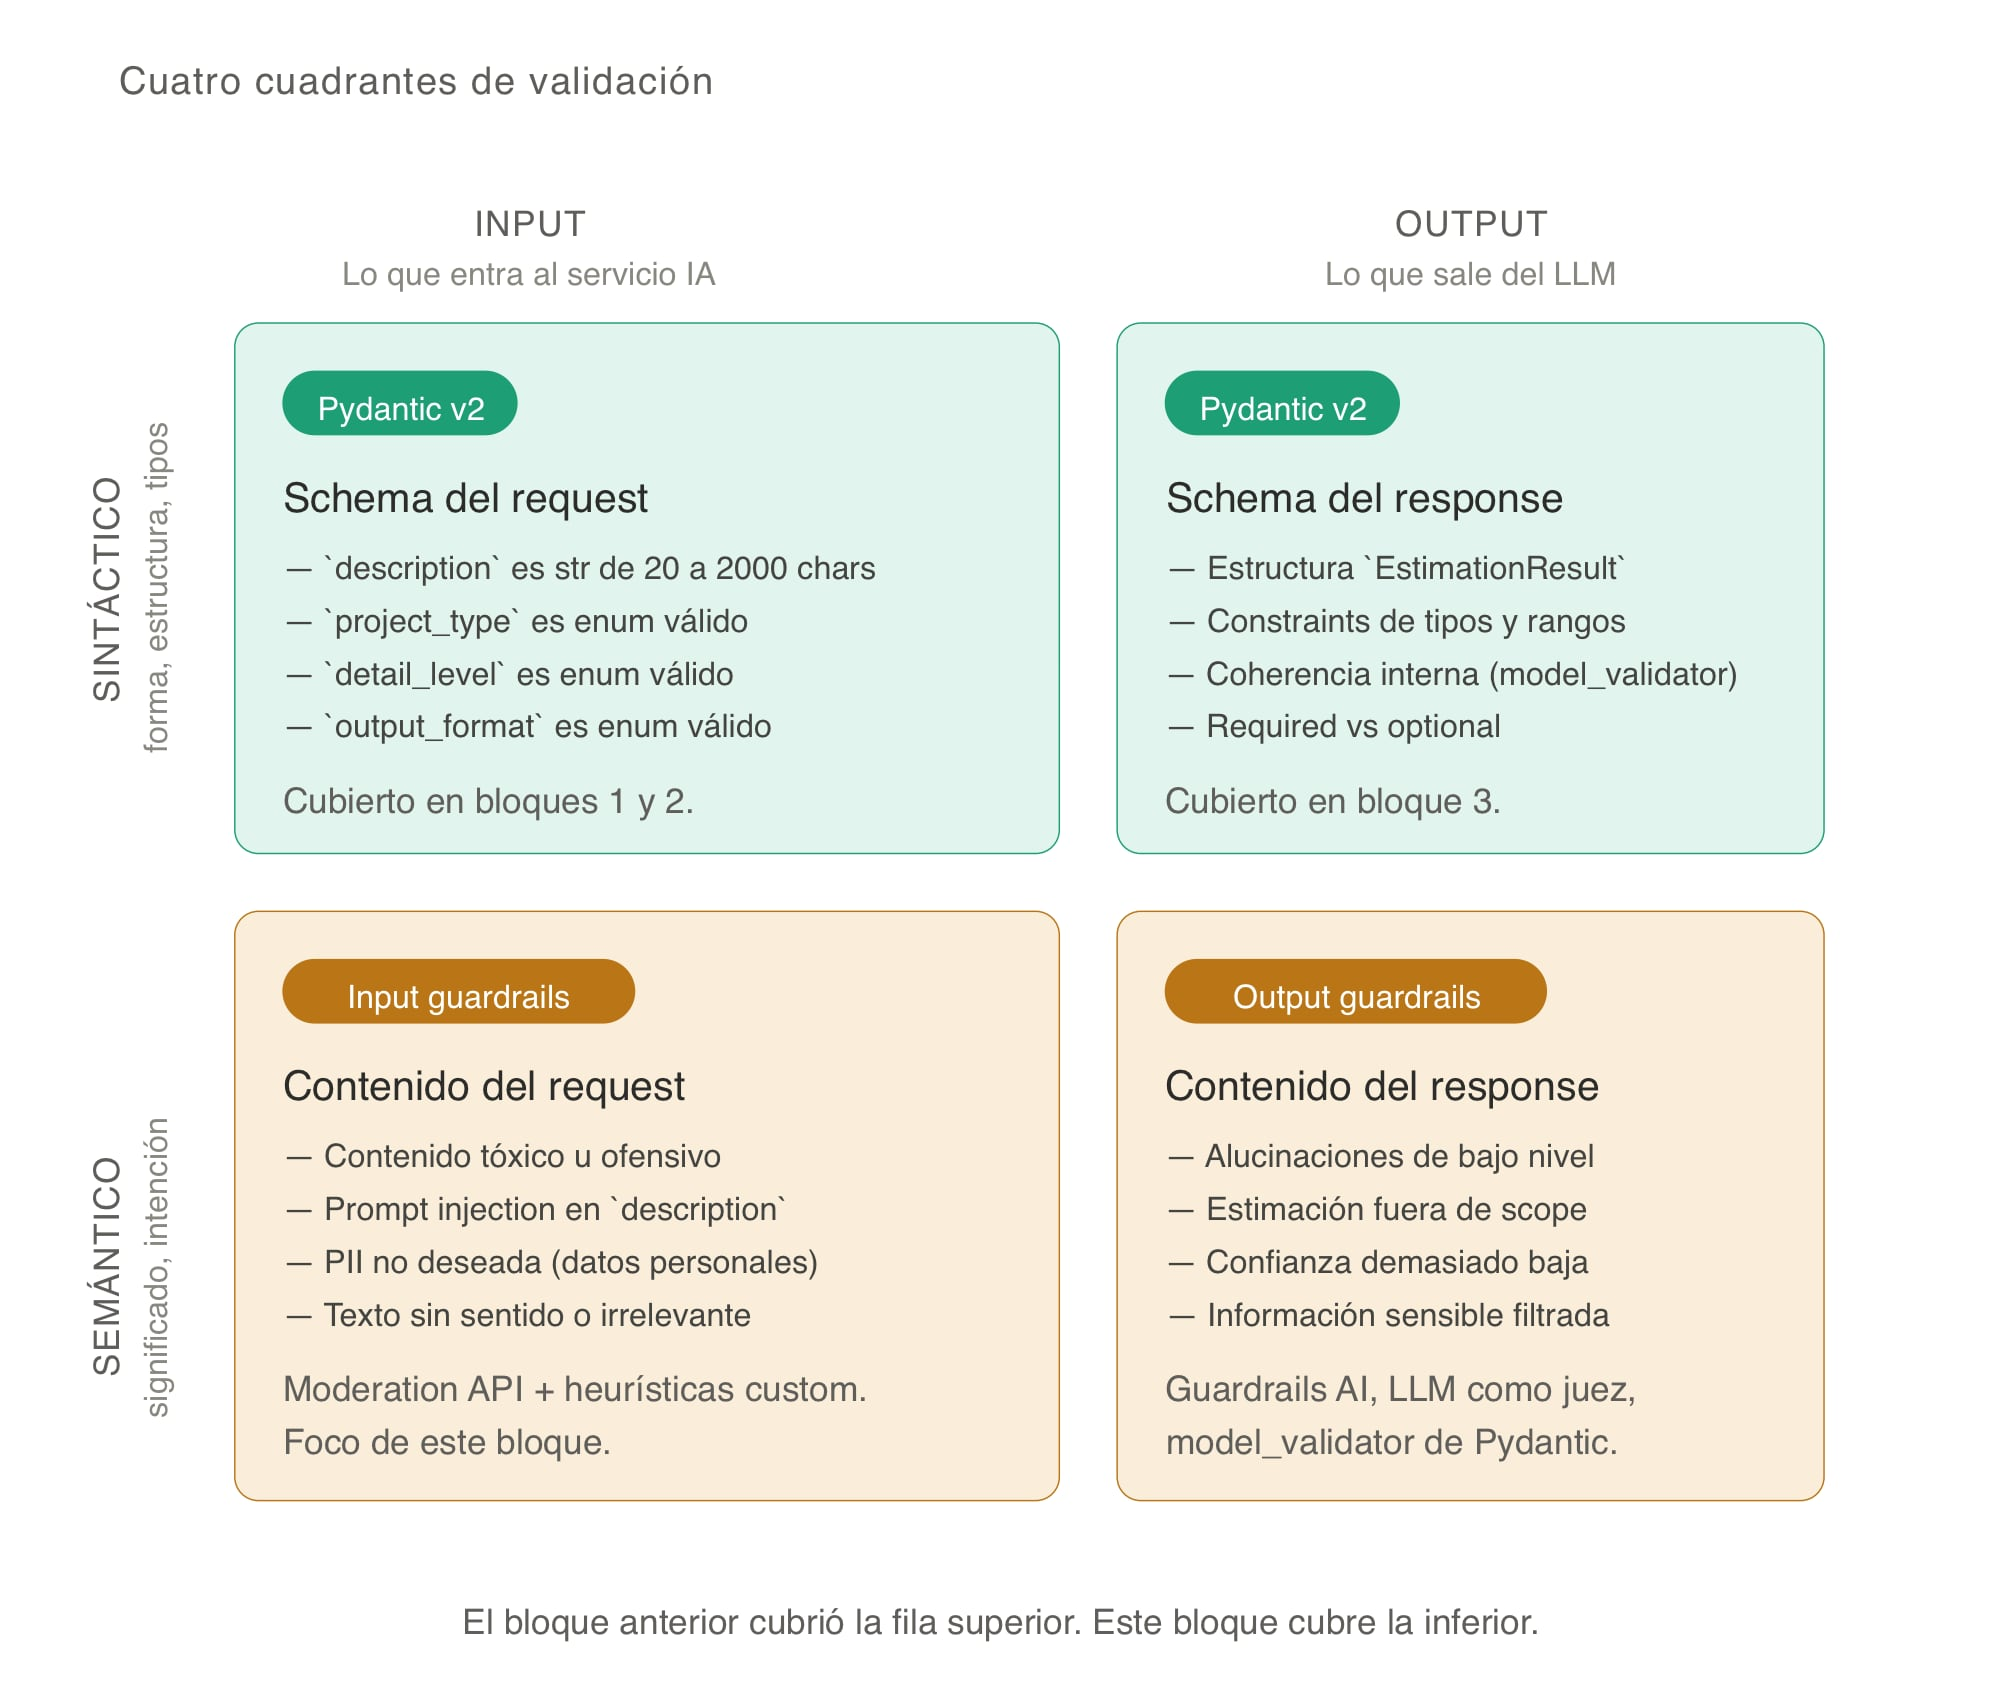 Cuatro cuadrantes de validación
INPUT
Lo que entra al servicio IA
OUTPUT
Lo que sale del LLM
SINTÁCTICO
forma, estructura, tipos
Pydantic v2
Schema del request
— `description` es str de 20 a 2000 chars
— `project_type` es enum válido
— `detail_level` es enum válido
— `output_format` es enum válido
Cubierto en bloques 1 y 2.
Pydantic v2
Schema del response
— Estructura `EstimationResult`
— Constraints de tipos y rangos
— Coherencia interna (model_validator)
— Required vs optional
Cubierto en bloque 3.
SEMÁNTICO
significado, intención
Input guardrails
Contenido del request
— Contenido tóxico u ofensivo
— Prompt injection en `description`
— PII no deseada (datos personales)
— Texto sin sentido o irrelevante
Moderation API + heurísticas custom.
Foco de este bloque.
Output guardrails
Contenido del response
— Alucinaciones de bajo nivel
— Estimación fuera de scope
— Confianza demasiado baja
— Información sensible filtrada
Guardrails AI, LLM como juez,
model_validator de Pydantic.
El bloque anterior cubrió la fila superior. Este bloque cubre la inferior.